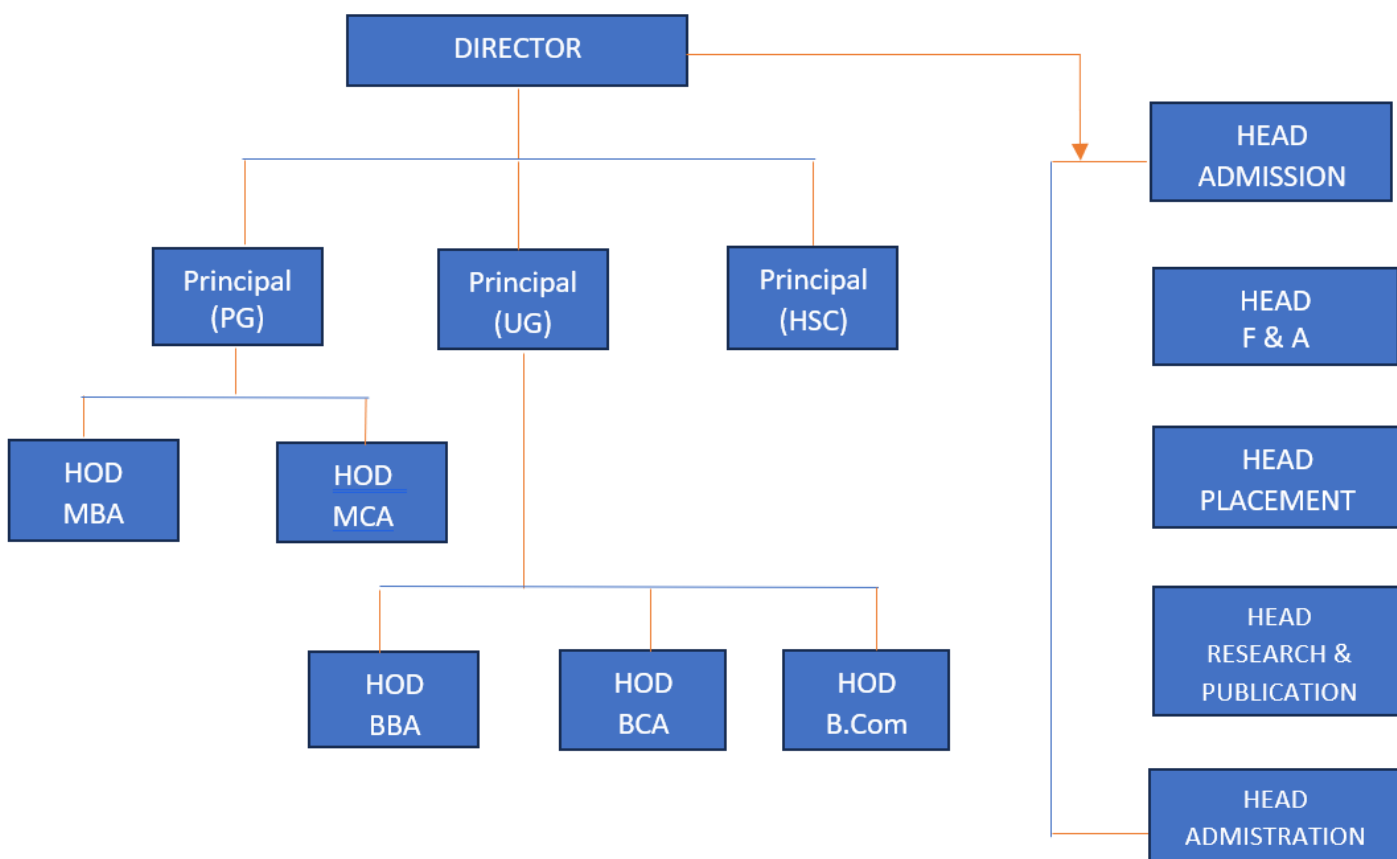 DIRECTOR
HEAD
ADMISSION
Principal
(PG)
Principal
(UG)
Principal
(HSC)
HEAD
F & A
HOD
MBA
HOD
MCA
HEAD
PLACEMENT
HOD
BBA
HOD
BCA
HOD
B.Com
HEAD
RESEARCH &
PUBLICATION
HEAD
ADMISTRATION